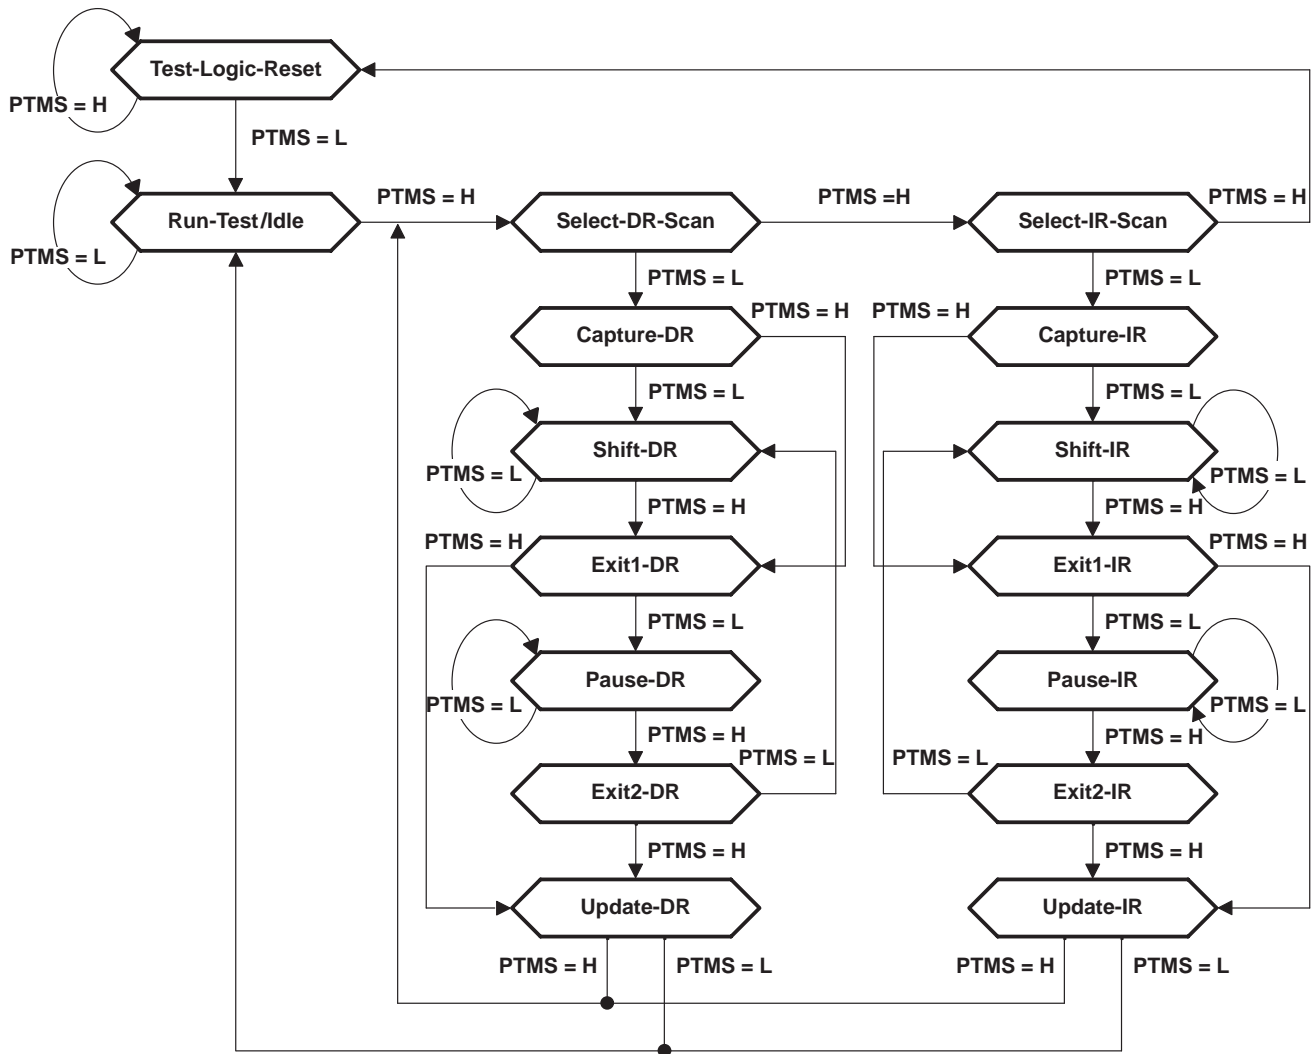 Test-Logic-Reset
PTMS = H
PTMS = L
Run-Test/Idle
PTMS = L
PTMS = H
Select-DR-Scan
PTMS =H
Select-IR-Scan
PTMS = H
PTMS = L
PTMS = L
Capture-DR
PTMS = H
PTMS = H
Capture-IR
PTMS = L
PTMS = L
Shift-DR
PTMS = L
Shift-IR
PTMS = L
PTMS = H
PTMS = H
PTMS = H
Exit1-DR
Exit1-IR
PTMS = H
PTMS = L
PTMS = L
Pause-DR
PTMS = L
Pause-IR
PTMS = L
PTMS = H
PTMS = H
Exit2-DR
PTMS = L
PTMS = L
Exit2-IR
PTMS = H
PTMS = H
Update-DR
Update-IR
PTMS = H
PTMS = L
PTMS = H
PTMS = L